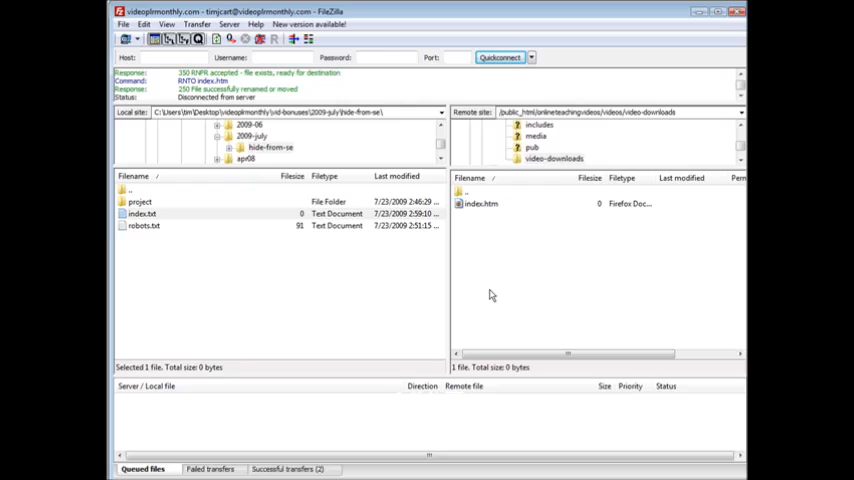 videoplrmonthly.com - timjcart@videoplrmonthly.com - FileZilla
File Edit View Transfer Server Help New version available!
Host: Username: Password: Port: Quickconnect
Response: 350 RNFR accepted - file exists, ready for destination
Command: RNTO index.htm
Response: 250 File successfully renamed or moved
Status: Disconnected from server
Local site: C:\Users\tim\Desktop\videoplrmonthly\vid-bonuses\2009-july\hide-from-se\
Remote site: /public_html/onlineteachingvideos/videos/video-downloads
2009-06
2009-july
hide-from-se
apr08
includes
media
pub
video-downloads
Filename / Filesize Filetype Last modified
..
project File Folder 7/23/2009 2:46:29 ...
index.txt 0 Text Document 7/23/2009 2:59:10 ...
robots.txt 91 Text Document 7/23/2009 2:51:15 ...
Selected 1 file. Total size: 0 bytes
Filename / Filesize Filetype Last modified Perm
..
index.htm 0 Firefox Doc...
1 file. Total size: 0 bytes
Server / Local file Direction Remote file Size Priority Status
Queued files Failed transfers Successful transfers (2)